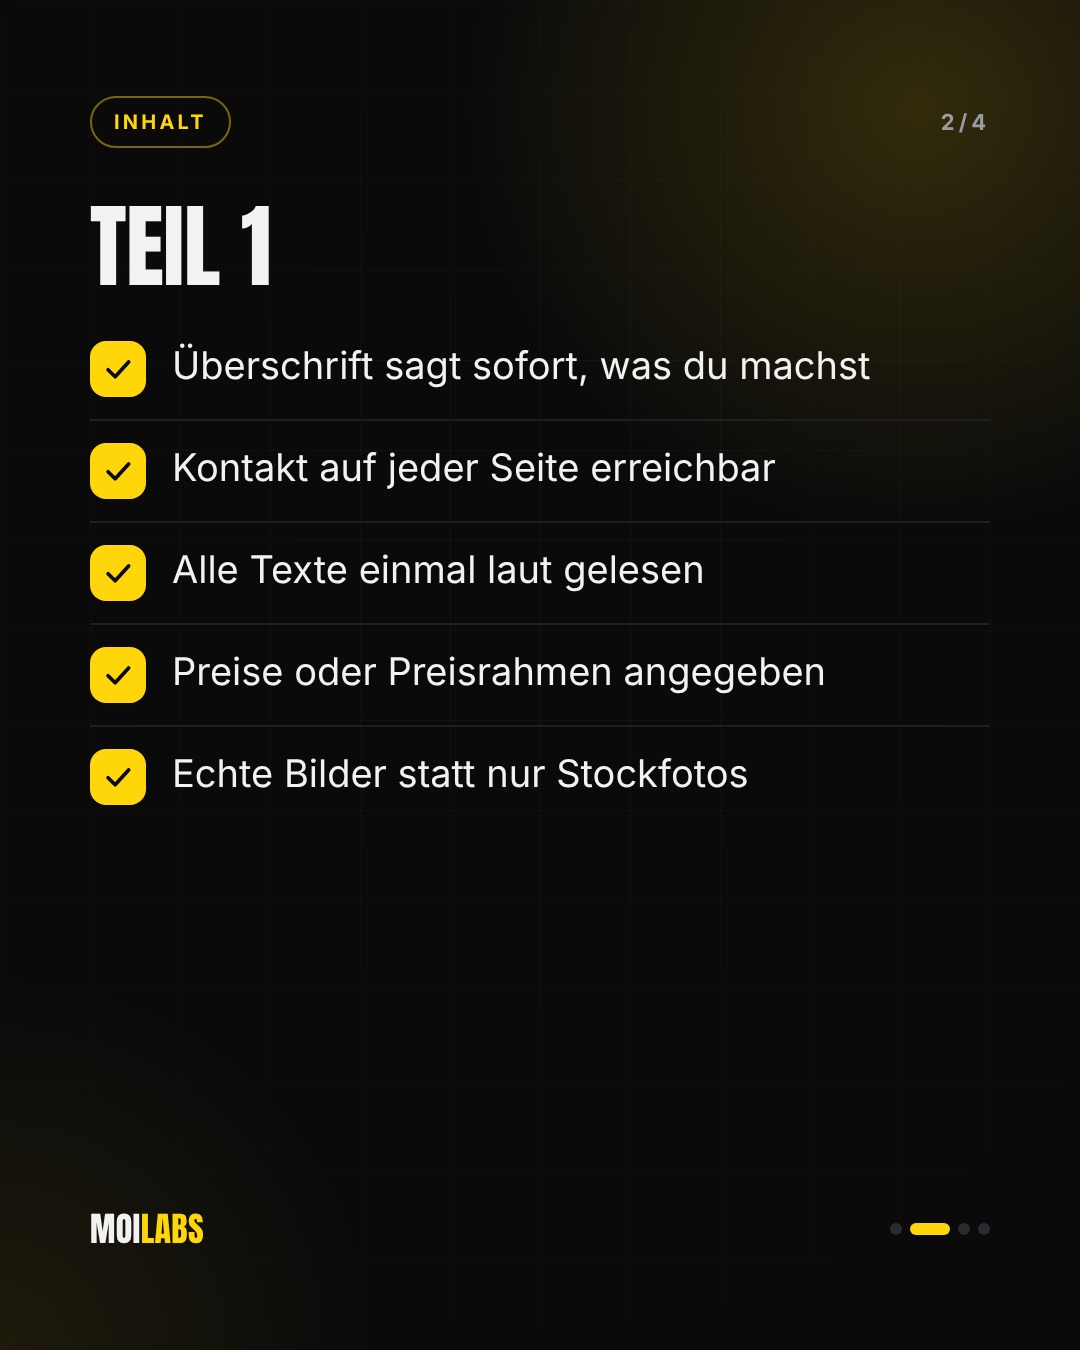 INHALT
2/4
TEIL 1
Überschrift sagt sofort, was du machst
Kontakt auf jeder Seite erreichbar
Alle Texte einmal laut gelesen
Preise oder Preisrahmen angegeben
Echte Bilder statt nur Stockfotos
MOILABS